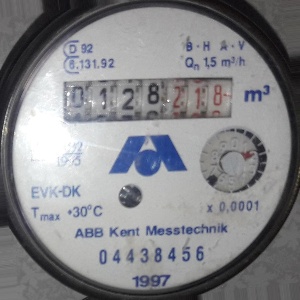 D 92
B · H · A · V
6.131.92
Qn 1,5 m³/h
0128218 m³
EVK-DK
Tmax +30°C
x 0,0001
ABB Kent Messtechnik
04438456
1997